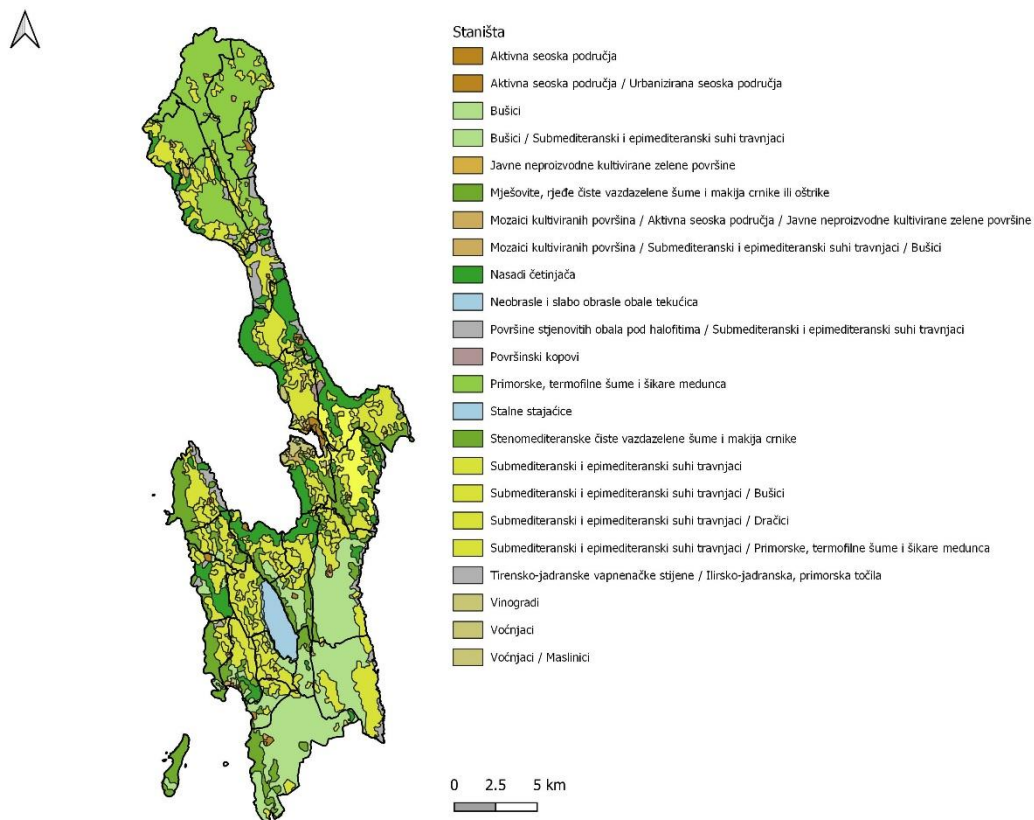 Staništa
Aktivna seoska područja
Aktivna seoska područja / Urbanizirana seoska područja
Bušici
Bušici / Submediteranski i epimediteranski suhi travnjaci
Javne neproizvodne kultivirane zelene površine
Mješovite, rjeđe čiste vazdazelene šume i makija crnike ili oštrike
Mozaici kultiviranih površina / Aktivna seoska područja / Javne neproizvodne kultivirane zelene površine
Mozaici kultiviranih površina / Submediteranski i epimediteranski suhi travnjaci / Bušici
Nasadi četinjača
Neobrasle i slabo obrasle obale tekućica
Površine stjenovitih obala pod halofitima / Submediteranski i epimediteranski suhi travnjaci
Površinski kopovi
Primorske, termofilne šume i šikare medunca
Stalne stajaćice
Stenomediteranske čiste vazdazelene šume i makija crnike
Submediteranski i epimediteranski suhi travnjaci
Submediteranski i epimediteranski suhi travnjaci / Bušici
Submediteranski i epimediteranski suhi travnjaci / Dračici
Submediteranski i epimediteranski suhi travnjaci / Primorske, termofilne šume i šikare medunca
Tirensko-jadranske vapnenačke stijene / Ilirsko-jadranska, primorska točila
Vinogradi
Voćnjaci
Voćnjaci / Maslinici
0 2.5 5 km